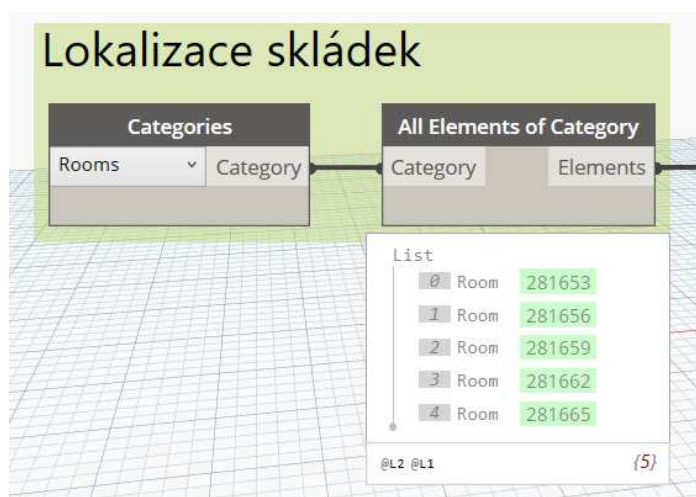 Lokalizace skládek
Categories
Rooms
Category
All Elements of Category
Category
Elements
List
0 Room 281653
1 Room 281656
2 Room 281659
3 Room 281662
4 Room 281665
@L2 @L1
{5}